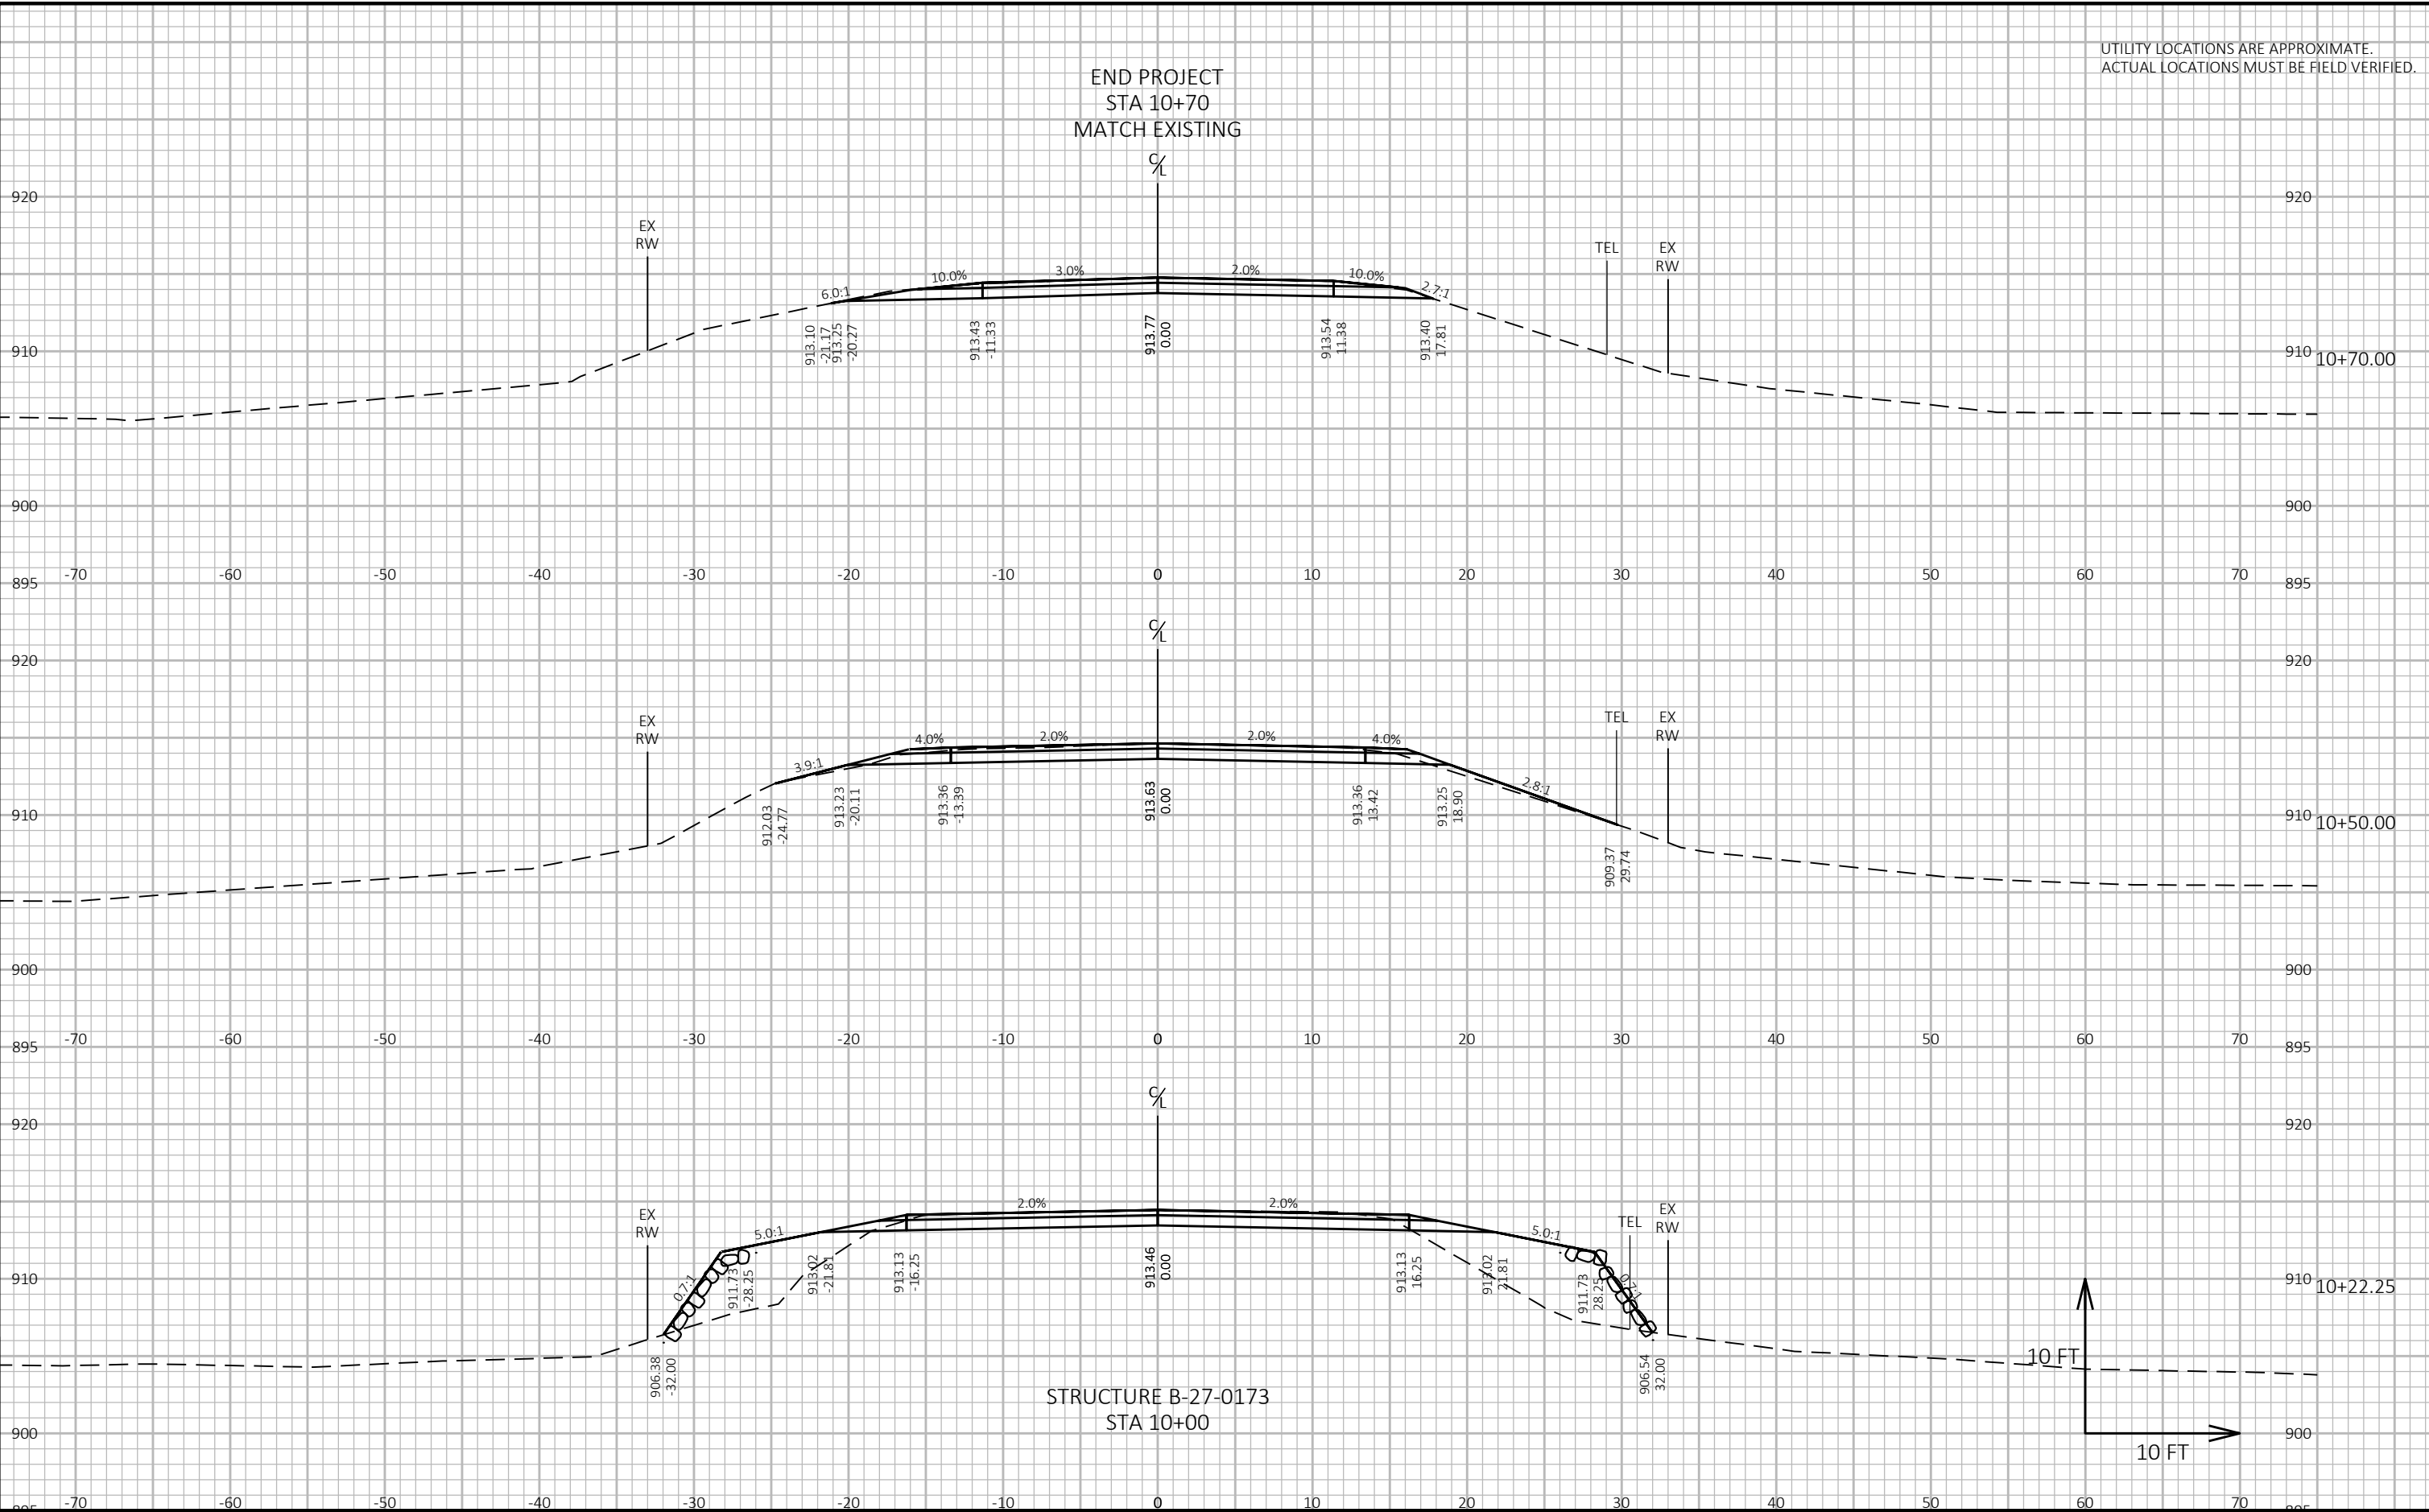 UTILITY LOCATIONS ARE APPROXIMATE.
ACTUAL LOCATIONS MUST BE FIELD VERIFIED.
END PROJECT
STA 10+70
MATCH EXISTING
C/L
920
920
EX
RW
TEL
EX
RW
6.0:1
10.0%
3.0%
2.0%
10.0%
2.7:1
913.10
-21.17
913.25
-20.27
913.43
-11.33
913.77
0.00
913.54
11.38
913.40
17.81
910
10+70.00
900
900
-70 -60 -50 -40 -30 -20 -10 0 10 20 30 40 50 60 70
895
895
C/L
920
920
EX
RW
TEL
EX
RW
3.9:1
4.0%
2.0%
2.0%
4.0%
2.8:1
912.03
-24.77
913.23
-20.11
913.36
-13.39
913.63
0.00
913.36
13.42
913.25
18.90
909.37
29.74
910
910
10+50.00
900
900
-70 -60 -50 -40 -30 -20 -10 0 10 20 30 40 50 60 70
895
895
C/L
920
920
EX
RW
TEL
EX
RW
0.7:1
5.0:1
2.0%
2.0%
5.0:1
0.7:1
906.38
-32.00
911.73
-28.25
913.02
-21.81
913.13
-16.25
913.46
0.00
913.13
16.25
913.02
21.81
911.73
28.25
906.54
32.00
910
910
10+22.25
10 FT
10 FT
STRUCTURE B-27-0173
STA 10+00
900
900
-70 -60 -50 -40 -30 -20 -10 0 10 20 30 40 50 60 70